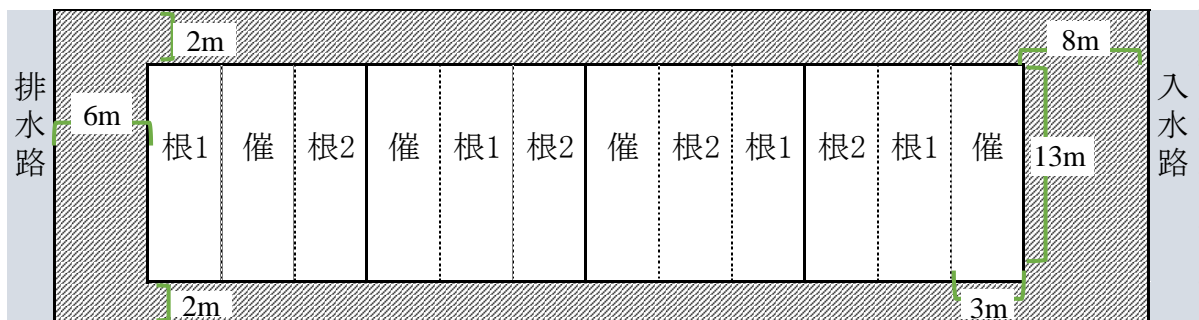 2m
8m
排水路
6m
根1 催 根2 催 根1 根2 催 根2 根1 根2 根1 催
13m
入水路
2m
3m